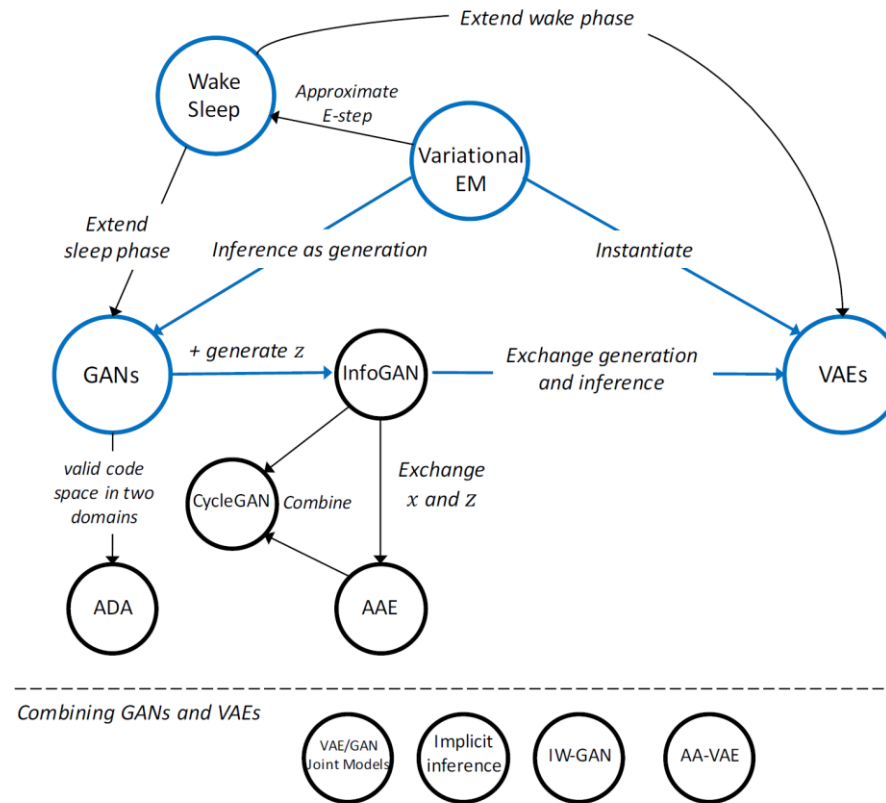 Extend wake phase
Wake
Sleep
Approximate
E-step
Variational
EM
Extend
sleep phase
Inference as generation
Instantiate
GANs
+ generate z
InfoGAN
Exchange generation
and inference
VAEs
valid code
space in two
domains
CycleGAN
Combine
Exchange
x and z
ADA
AAE
Combining GANs and VAEs
VAE/GAN
Joint Models
Implicit
inference
IW-GAN
AA-VAE